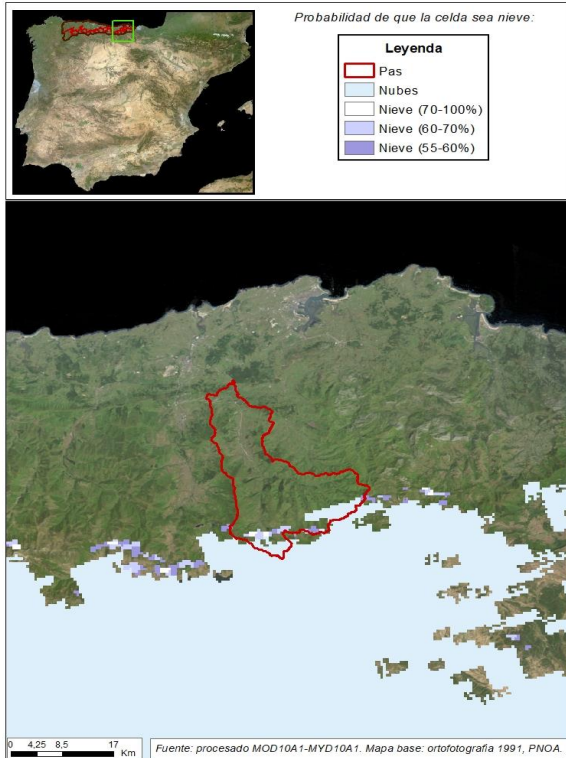 Probabilidad de que la celda sea nieve:
Leyenda
Pas
Nubes
Nieve (70-100%)
Nieve (60-70%)
Nieve (55-60%)
0 4,25 8,5 17
Km
Fuente: procesado MOD10A1-MYD10A1. Mapa base: ortofotografia 1991, PNOA.